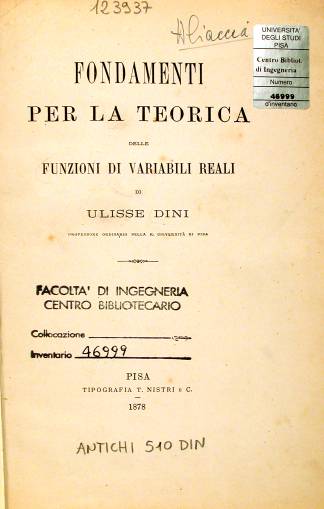 123937
Aliaccia
UNIVERSITA'
DEGLI STUDI
PISA
Centro Bibliot.
di Ingegneria
Numero
46999
d'inventario
FONDAMENTI
PER LA TEORICA
DELLE
FUNZIONI DI VARIABILI REALI
DI
ULISSE DINI
PROFESSORE ORDINARIO NELLA R. UNIVERSITÀ DI PISA
FACOLTA' DI INGEGNERIA
CENTRO BIBLIOTECARIO
Collocazione
Inventario 46999
PISA
TIPOGRAFIA T. NISTRI e C.
1878
ANTICHI 510 DIN